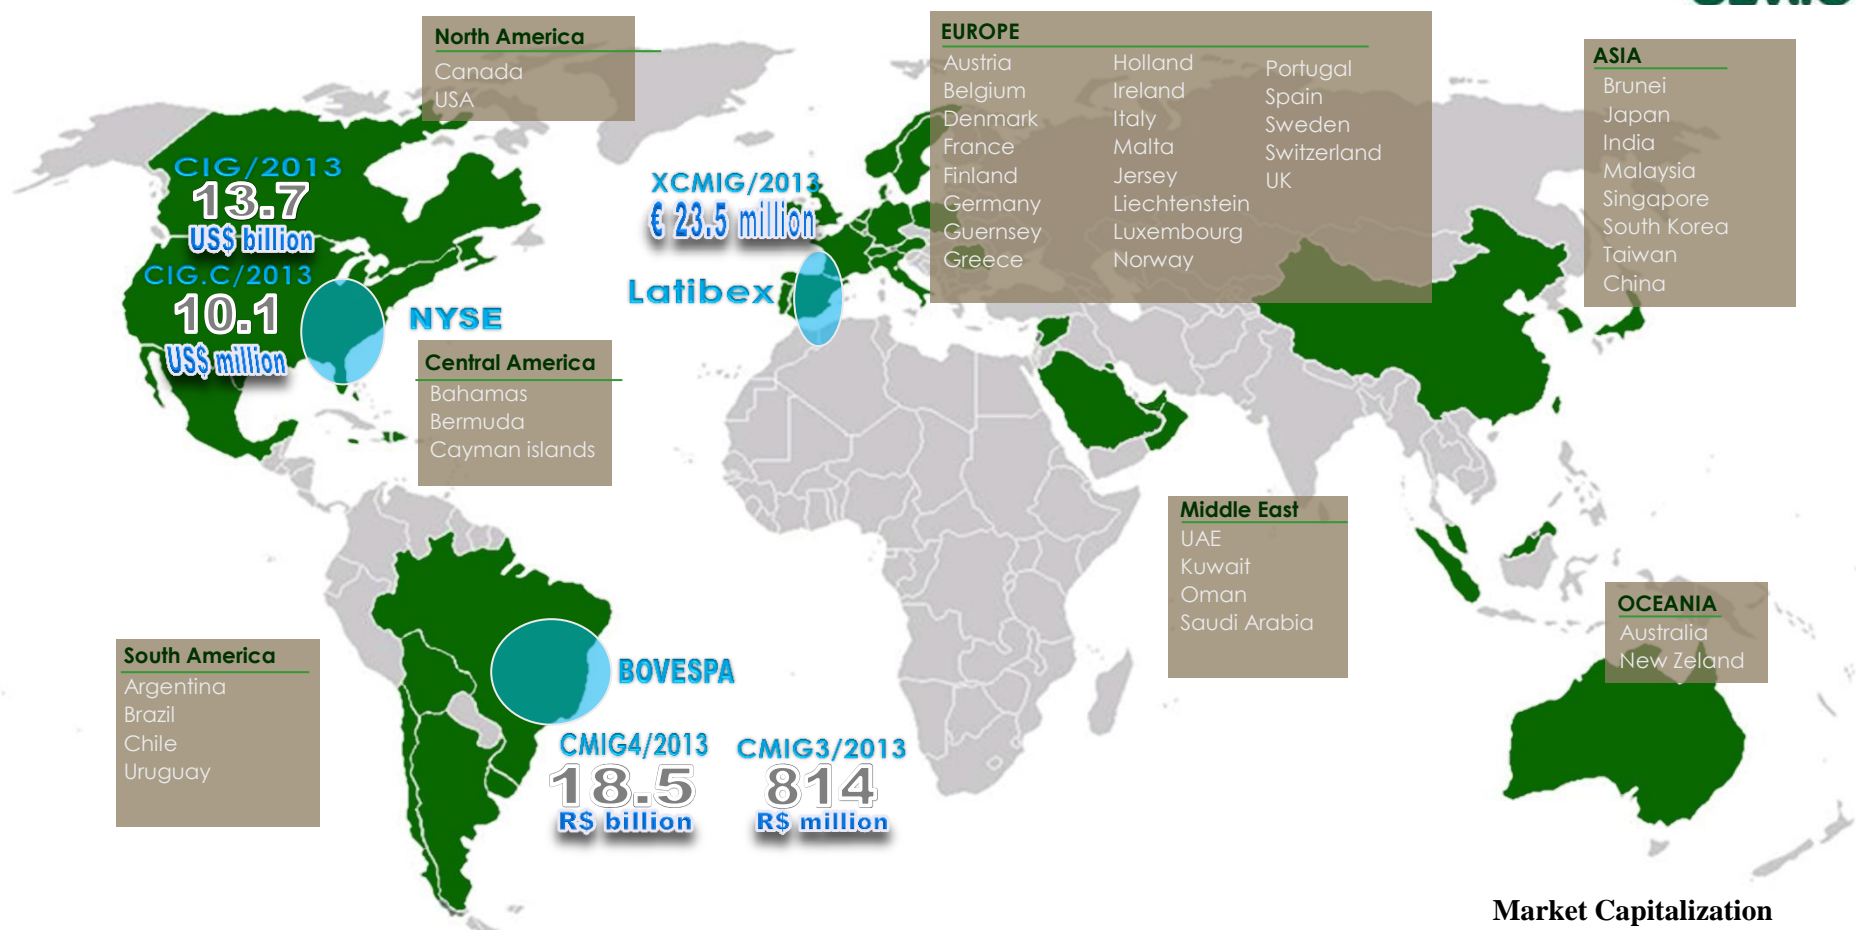 North America
Canada
USA
EUROPE
Austria
Belgium
Denmark
France
Finland
Germany
Guernsey
Greece
Holland
Ireland
Italy
Malta
Jersey
Liechtenstein
Luxembourg
Norway
Portugal
Spain
Sweden
Switzerland
UK
ASIA
Brunei
Japan
India
Malaysia
Singapore
South Korea
Taiwan
China
CIG/2013
13.7
US$ billion
CIG.C/2013
10.1
US$ million
NYSE
XCMIG/2013
€ 23.5 million
Latibex
Central America
Bahamas
Bermuda
Cayman islands
Middle East
UAE
Kuwait
Oman
Saudi Arabia
OCEANIA
Australia
New Zeland
South America
Argentina
Brazil
Chile
Uruguay
BOVESPA
CMIG4/2013
18.5
R$ billion
CMIG3/2013
814
R$ million
Market Capitalization